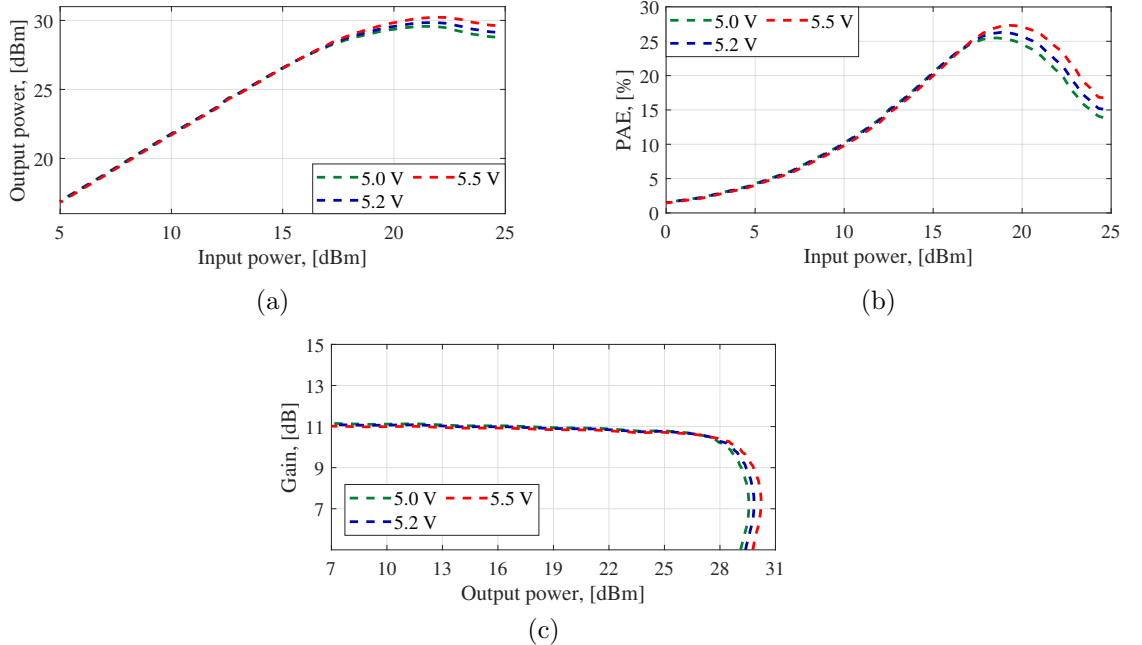 30
25
20
5
10
15
20
25
Output power, [dBm]
Input power, [dBm]
5.0 V
5.5 V
5.2 V
(a)
30
25
20
15
10
5
0
0
5
10
15
20
25
PAE, [%]
Input power, [dBm]
5.0 V
5.5 V
5.2 V
(b)
15
13
11
9
7
7
10
13
16
19
22
25
28
31
Gain, [dB]
Output power, [dBm]
5.0 V
5.5 V
5.2 V
(c)